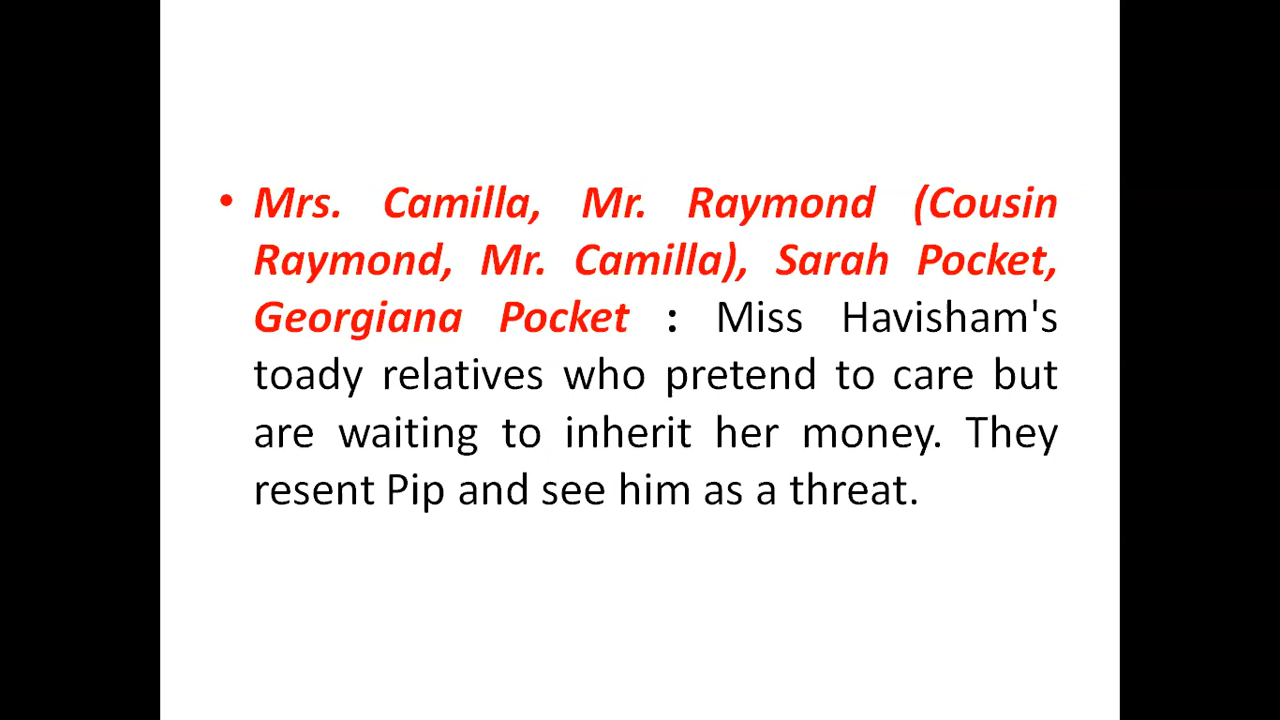 • Mrs. Camilla, Mr. Raymond (Cousin
Raymond, Mr. Camilla), Sarah Pocket,
Georgiana Pocket : Miss Havisham's
toady relatives who pretend to care but
are waiting to inherit her money. They
resent Pip and see him as a threat.